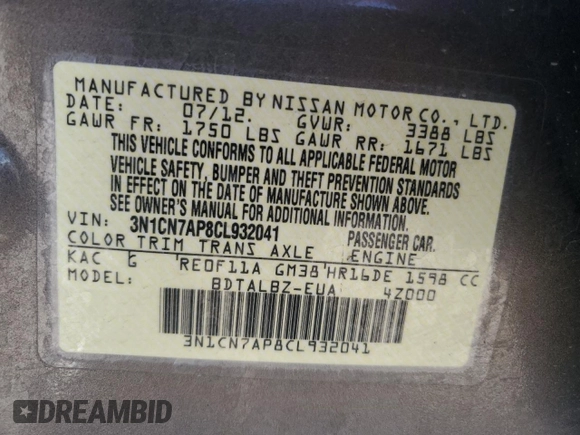 MANUFACTURED BY NISSAN MOTOR CO., LTD.
DATE: 07/12. GVWR: 3388 LBS
GAWR FR: 1750 LBS GAWR RR: 1671 LBS
THIS VEHICLE CONFORMS TO ALL APPLICABLE FEDERAL MOTOR
VEHICLE SAFETY, BUMPER AND THEFT PREVENTION STANDARDS
IN EFFECT ON THE DATE OF MANUFACTURE SHOWN ABOVE.
SEE OWNER'S MANUAL FOR ADDITIONAL INFORMATION.
VIN: 3N1CN7AP8CL932041 PASSENGER CAR.
COLOR TRIM TRANS AXLE ENGINE
KAC G RE0F11A GM38 HR16DE 1598 CC
MODEL: BDTALBZ-EUA 4Z000
3N1CN7AP8CL932041
DREAMBID